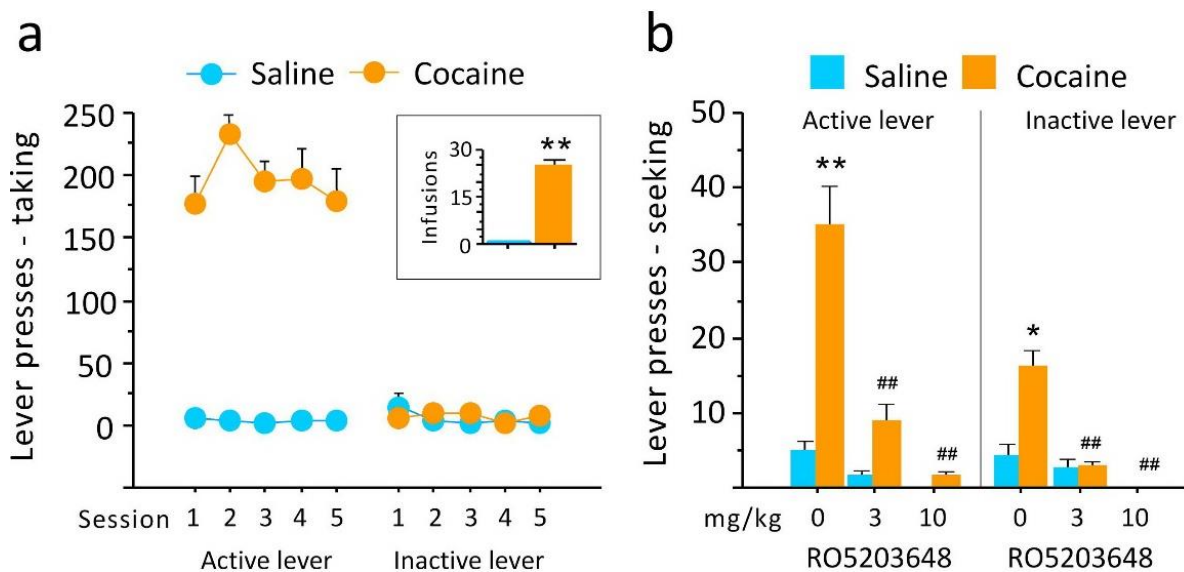 a
Saline Cocaine
Lever presses - taking
250
200
150
100
50
0
Infusions
30
15
0
**
Session 1 2 3 4 5 1 2 3 4 5
Active lever Inactive lever
b
Saline Cocaine
Lever presses - seeking
50
40
30
20
10
Active lever Inactive lever
**
##
##
*
##
##
mg/kg 0 3 10 0 3 10
RO5203648 RO5203648